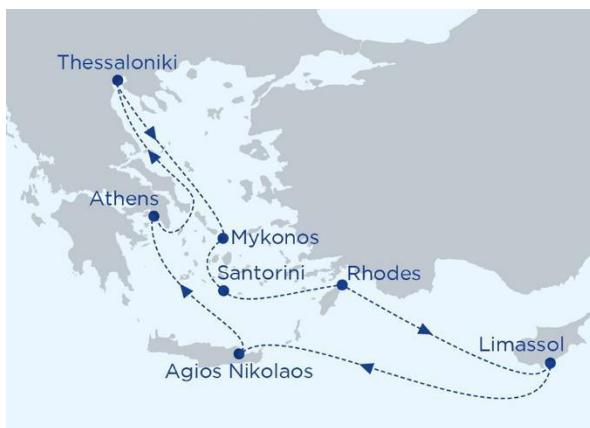 Thessaloniki
Athens
Mykonos
Santorini
Rhodes
Limassol
Agios Nikolaos